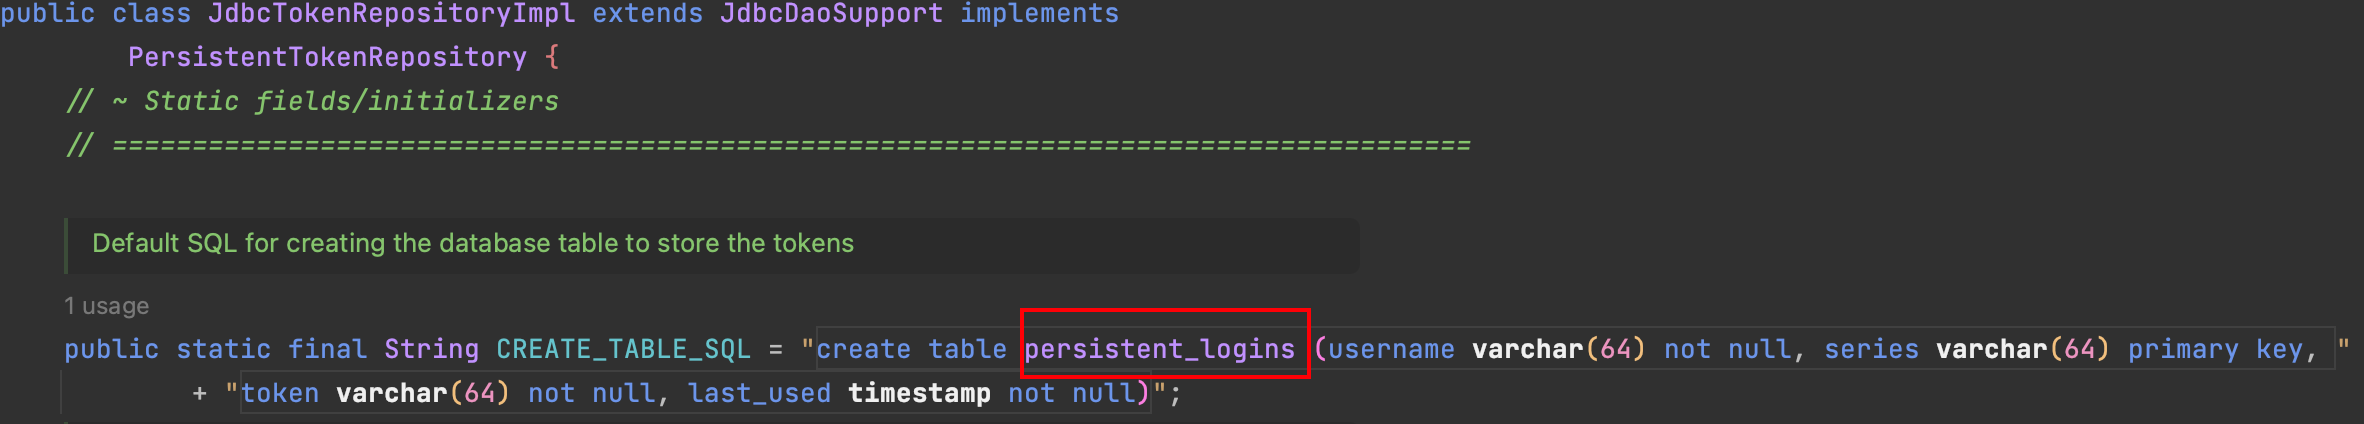 public class JdbcTokenRepositoryImpl extends JdbcDaoSupport implements
PersistentTokenRepository {
// ~ Static fields/initializers
// =====================================================================================
Default SQL for creating the database table to store the tokens
1 usage
public static final String CREATE_TABLE_SQL = "create table persistent_logins (username varchar(64) not null, series varchar(64) primary key, "
+ "token varchar(64) not null, last_used timestamp not null)";